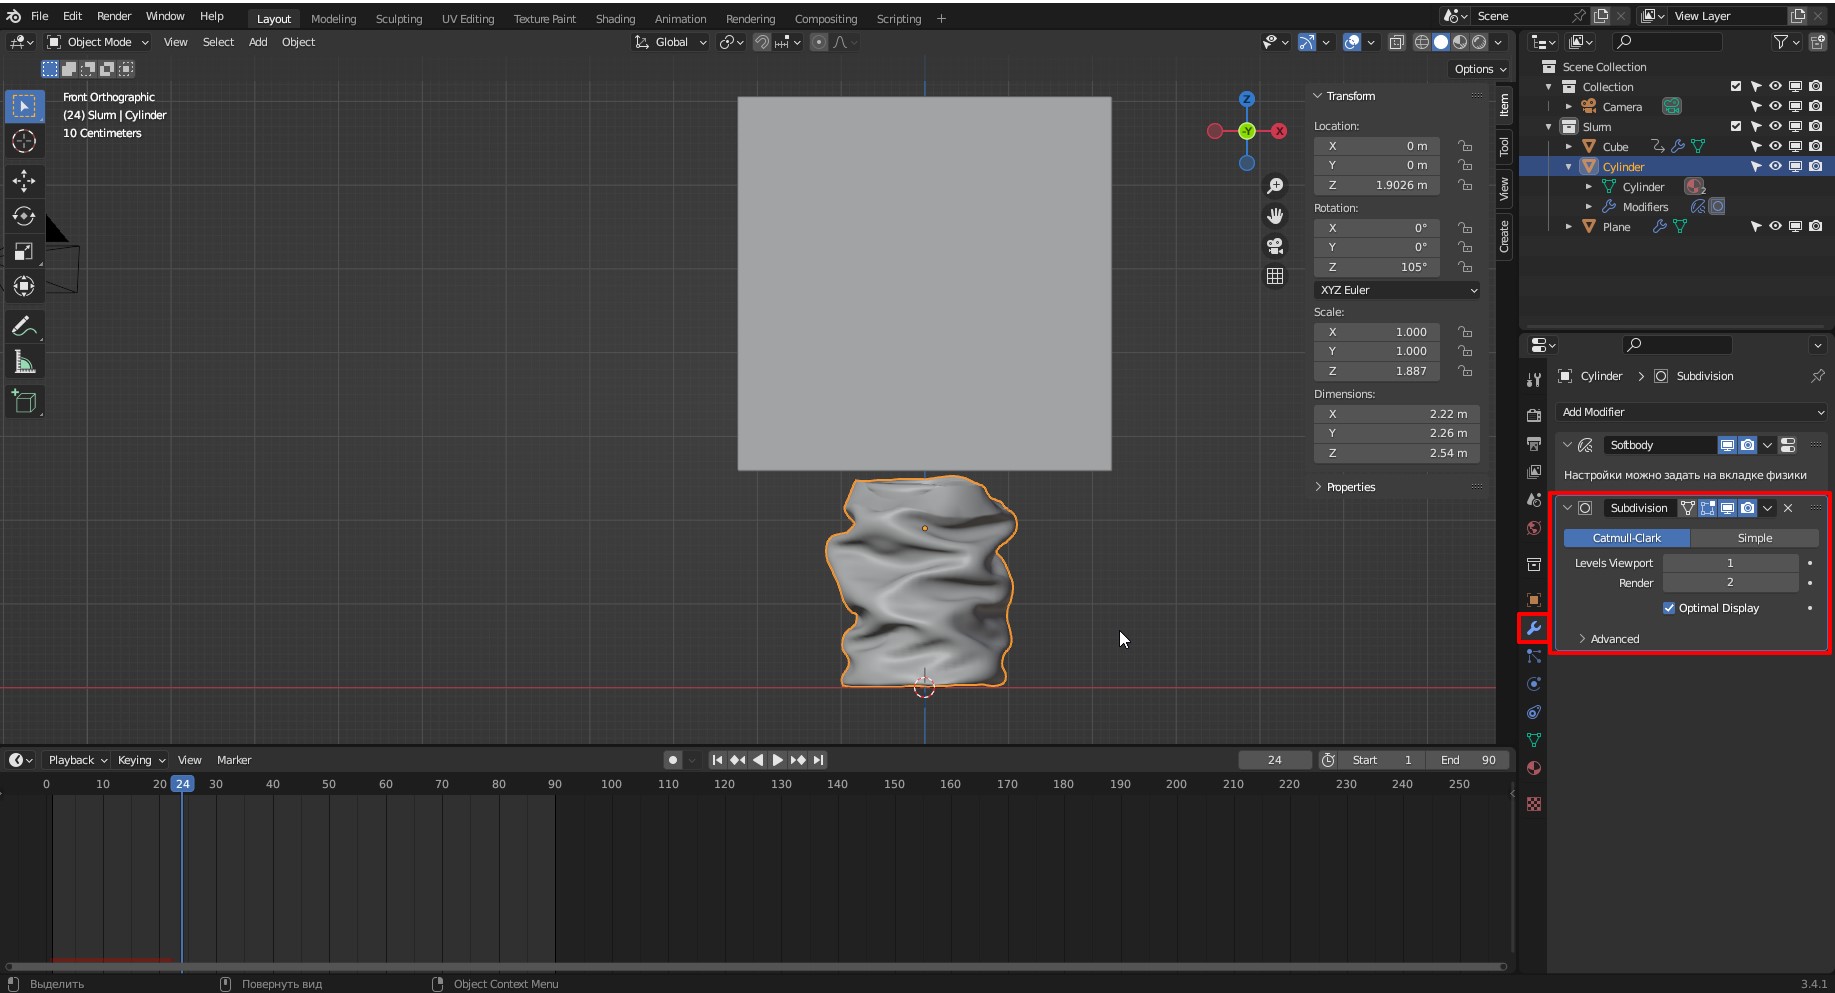 File Edit Render Window Help Layout Modeling Sculpting UV Editing Texture Paint Shading Animation Rendering Compositing Scripting + Scene View Layer
Object Mode View Select Add Object Global
Options
Front Orthographic
(24) Slurm | Cylinder
10 Centimeters
Z
Y
X
Transform
Location:
X 0 m
Y 0 m
Z 1.9026 m
Rotation:
X 0°
Y 0°
Z 105°
XYZ Euler
Scale:
X 1.000
Y 1.000
Z 1.887
Dimensions:
X 2.22 m
Y 2.26 m
Z 2.54 m
Properties
Item
Tool
View
Create
Scene Collection
Collection
Camera
Slurm
Cube
Cylinder
Cylinder 2
Modifiers
Plane
Cylinder > Subdivision
Add Modifier
Softbody
Настройки можно задать на вкладке физики
Subdivision
Catmull-Clark Simple
Levels Viewport 1
Render 2
Optimal Display
Advanced
Playback Keying View Marker 24 Start 1 End 90
0 10 20 24 30 40 50 60 70 80 90 100 110 120 130 140 150 160 170 180 190 200 210 220 230 240 250
Выделить Повернуть вид Object Context Menu 3.4.1